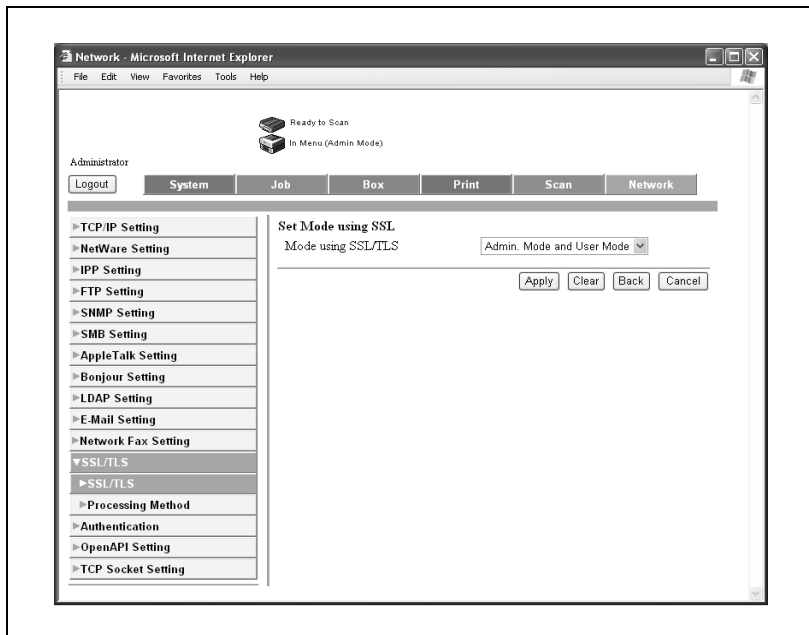 Network - Microsoft Internet Explorer
File Edit View Favorites Tools Help
Ready to Scan
In Menu (Admin Mode)
Administrator
Logout System Job Box Print Scan Network
TCP/IP Setting
NetWare Setting
IPP Setting
FTP Setting
SNMP Setting
SMB Setting
AppleTalk Setting
Bonjour Setting
LDAP Setting
E-Mail Setting
Network Fax Setting
SSL/TLS
SSL/TLS
Processing Method
Authentication
OpenAPI Setting
TCP Socket Setting
Set Mode using SSL
Mode using SSL/TLS Admin. Mode and User Mode
Apply Clear Back Cancel